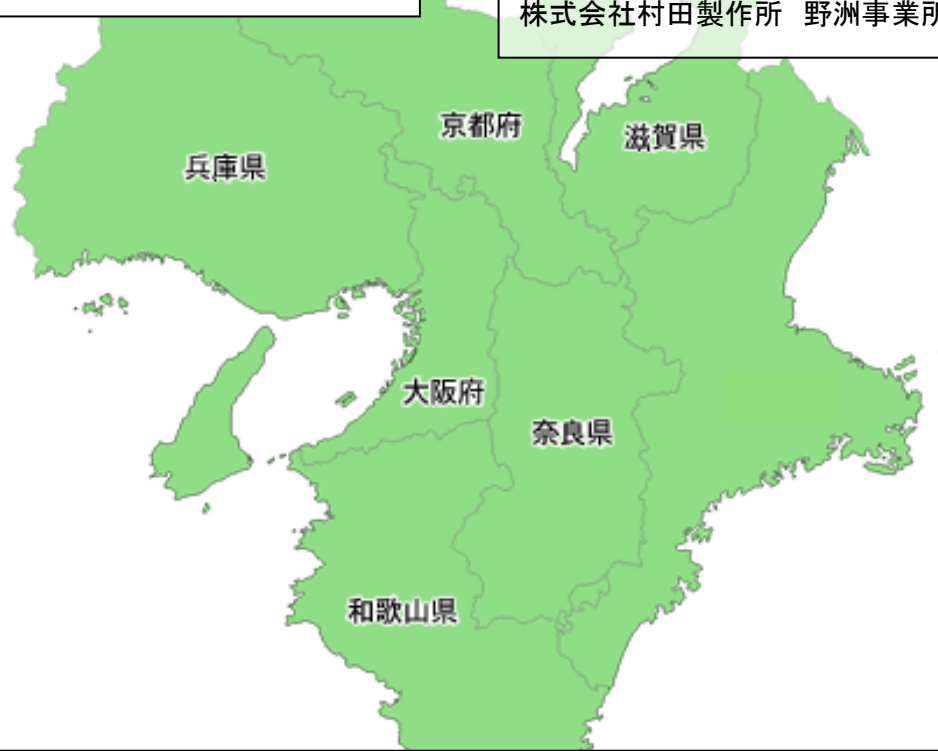 株式会社村田製作所 野洲事業所
京都府
滋賀県
兵庫県
大阪府
奈良県
和歌山県